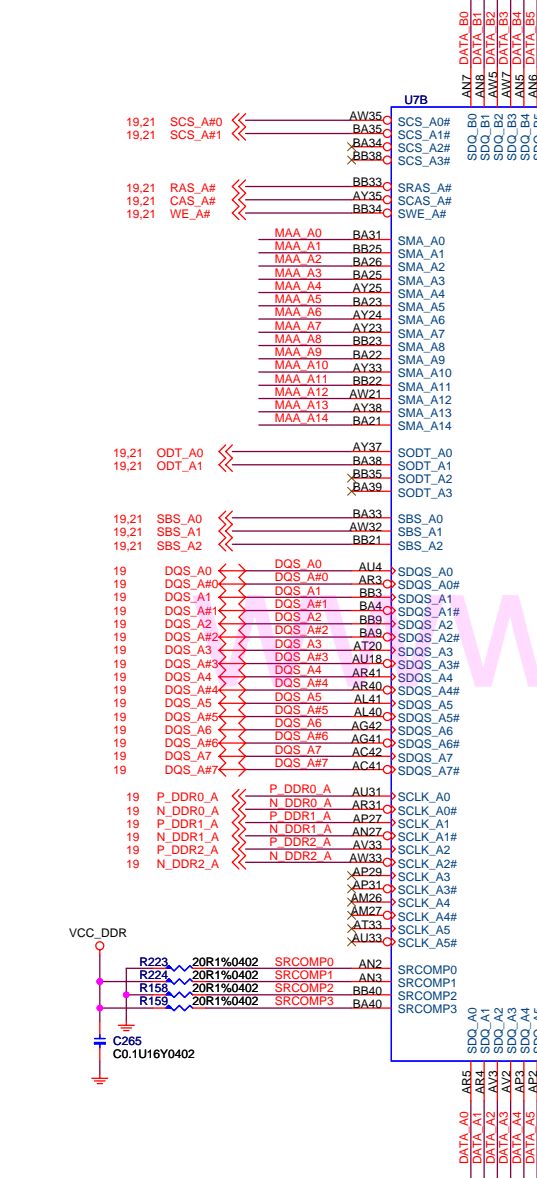 DATA_B0
DATA_B1
DATA_B2
DATA_B3
DATA_B4
DATA_B5
AN7
AN8
AW5
AW7
AN5
AN6
U7B
SDQ_B0
SDQ_B1
SDQ_B2
SDQ_B3
SDQ_B4
19,21 SCS_A#0 AW35 SCS_A0#
19,21 SCS_A#1 BA35 SCS_A1#
BA34 SCS_A2#
BB38 SCS_A3#
19,21 RAS_A# BB33 SRAS_A#
19,21 CAS_A# AY35 SCAS_A#
19,21 WE_A# BB34 SWE_A#
MAA_A0 BA31 SMA_A0
MAA_A1 BB25 SMA_A1
MAA_A2 BA26 SMA_A2
MAA_A3 BA25 SMA_A3
MAA_A4 AY25 SMA_A4
MAA_A5 BA23 SMA_A5
MAA_A6 AY24 SMA_A6
MAA_A7 AY23 SMA_A7
MAA_A8 BB23 SMA_A8
MAA_A9 BA22 SMA_A9
MAA_A10 AY33 SMA_A10
MAA_A11 BB22 SMA_A11
MAA_A12 AW21 SMA_A12
MAA_A13 AY38 SMA_A13
MAA_A14 BA21 SMA_A14
19,21 ODT_A0 AY37 SODT_A0
19,21 ODT_A1 BA38 SODT_A1
BB35 SODT_A2
BA39 SODT_A3
19,21 SBS_A0 BA33 SBS_A0
19,21 SBS_A1 AW32 SBS_A1
19,21 SBS_A2 BB21 SBS_A2
19 DQS_A0 DQS_A0 AU4 SDQS_A0
19 DQS_A#0 DQS_A#0 AR3 SDQS_A0#
19 DQS_A1 DQS_A1 BB3 SDQS_A1
19 DQS_A#1 DQS_A#1 BA4 SDQS_A1#
19 DQS_A2 DQS_A2 BB9 SDQS_A2
19 DQS_A#2 DQS_A#2 BA9 SDQS_A2#
19 DQS_A3 DQS_A3 AT20 SDQS_A3
19 DQS_A#3 DQS_A#3 AU18 SDQS_A3#
19 DQS_A4 DQS_A4 AR41 SDQS_A4
19 DQS_A#4 DQS_A#4 AR40 SDQS_A4#
19 DQS_A5 DQS_A5 AL41 SDQS_A5
19 DQS_A#5 DQS_A#5 AL40 SDQS_A5#
19 DQS_A6 DQS_A6 AG42 SDQS_A6
19 DQS_A#6 DQS_A#6 AG41 SDQS_A6#
19 DQS_A7 DQS_A7 AC42 SDQS_A7
19 DQS_A#7 DQS_A#7 AC41 SDQS_A7#
19 P_DDR0_A P_DDR0_A AU31 SCLK_A0
19 N_DDR0_A N_DDR0_A AR31 SCLK_A0#
19 P_DDR1_A P_DDR1_A AP27 SCLK_A1
19 N_DDR1_A N_DDR1_A AN27 SCLK_A1#
19 P_DDR2_A P_DDR2_A AV33 SCLK_A2
19 N_DDR2_A N_DDR2_A AW33 SCLK_A2#
AP29 SCLK_A3
AP31 SCLK_A3#
AM26 SCLK_A4
AM27 SCLK_A4#
AT33 SCLK_A5
AU33 SCLK_A5#
VCC_DDR
R223 20R1%0402 SRCOMP0 AN2 SRCOMP0
R224 20R1%0402 SRCOMP1 AN3 SRCOMP1
R158 20R1%0402 SRCOMP2 BB40 SRCOMP2
R159 20R1%0402 SRCOMP3 BA40 SRCOMP3
C265
C0.1U16Y0402
SDQ_A0
SDQ_A1
SDQ_A2
SDQ_A3
SDQ_A4
AR5
AR4
AV3
AV2
AP3
AP2
DATA_A0
DATA_A1
DATA_A2
DATA_A3
DATA_A4
DATA_A5